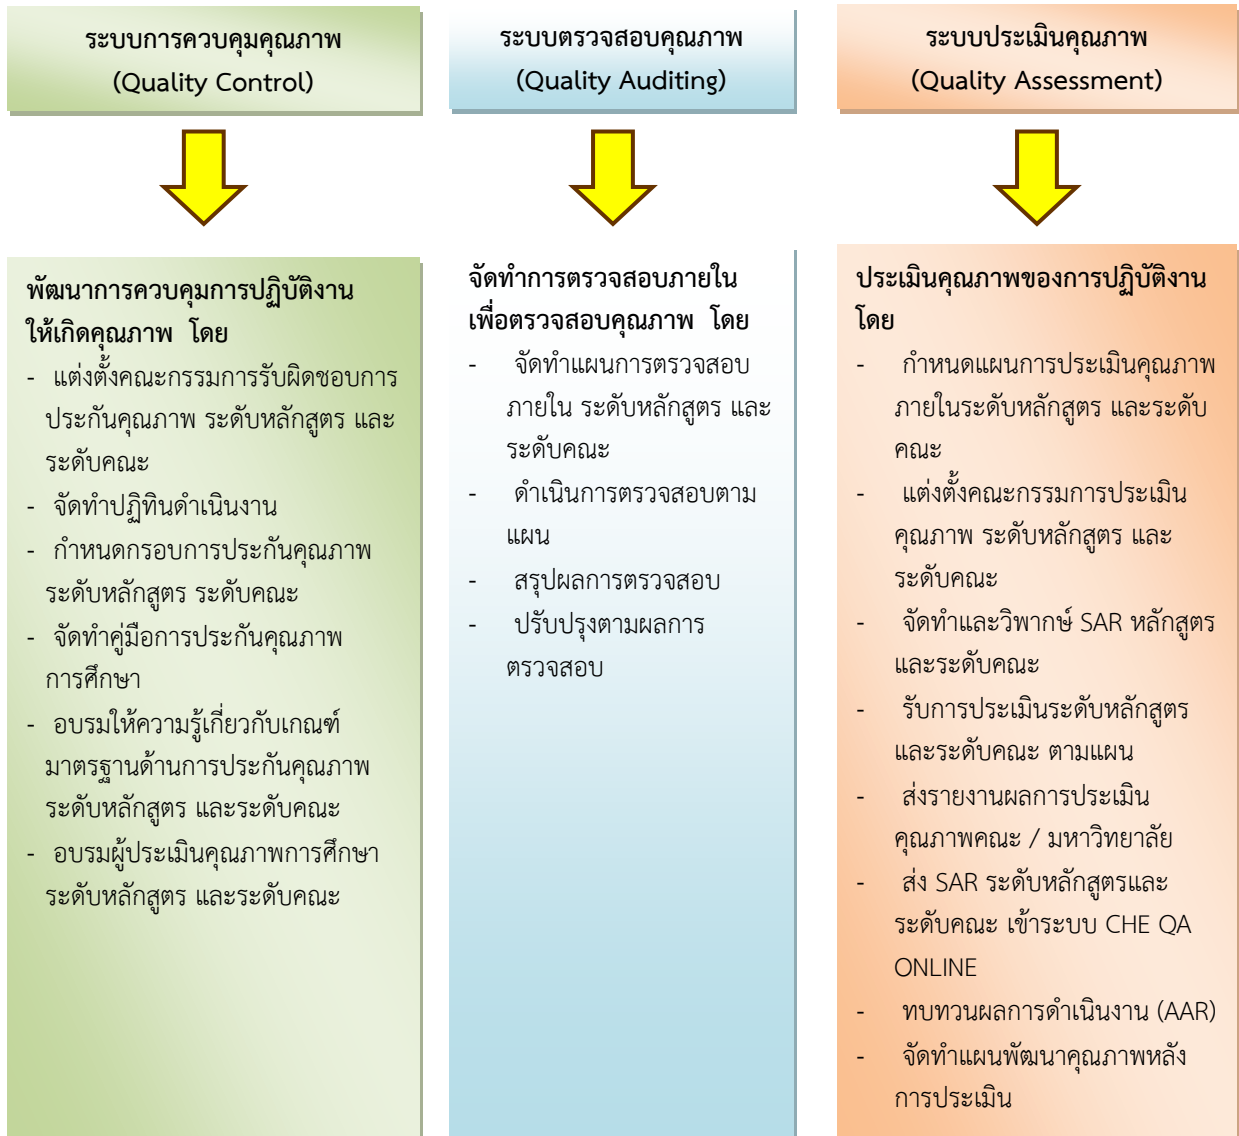 ระบบการควบคุมคุณภาพ
(Quality Control)
พัฒนาการควบคุมการปฏิบัติงาน
ให้เกิดคุณภาพ โดย
- แต่งตั้งคณะกรรมการรับผิดชอบการ
ประกันคุณภาพ ระดับหลักสูตร และ
ระดับคณะ
- จัดทำปฏิทินดำเนินงาน
- กำหนดกรอบการประกันคุณภาพ
ระดับหลักสูตร ระดับคณะ
- จัดทำคู่มือการประกันคุณภาพ
การศึกษา
- อบรมให้ความรู้เกี่ยวกับเกณฑ์
มาตรฐานด้านการประกันคุณภาพ
ระดับหลักสูตร และระดับคณะ
- อบรมผู้ประเมินคุณภาพการศึกษา
ระดับหลักสูตร และระดับคณะ
ระบบตรวจสอบคุณภาพ
(Quality Auditing)
จัดทำการตรวจสอบภายใน
เพื่อตรวจสอบคุณภาพ โดย
- จัดทำแผนการตรวจสอบ
ภายใน ระดับหลักสูตร และ
ระดับคณะ
- ดำเนินการตรวจสอบตาม
แผน
- สรุปผลการตรวจสอบ
- ปรับปรุงตามผลการ
ตรวจสอบ
ระบบประเมินคุณภาพ
(Quality Assessment)
ประเมินคุณภาพของการปฏิบัติงาน
โดย
- กำหนดแผนการประเมินคุณภาพ
ภายในระดับหลักสูตร และระดับ
คณะ
- แต่งตั้งคณะกรรมการประเมิน
คุณภาพ ระดับหลักสูตร และ
ระดับคณะ
- จัดทำและวิพากษ์ SAR หลักสูตร
และระดับคณะ
- รับการประเมินระดับหลักสูตร
และระดับคณะ ตามแผน
- ส่งรายงานผลการประเมิน
คุณภาพคณะ / มหาวิทยาลัย
- ส่ง SAR ระดับหลักสูตรและ
ระดับคณะ เข้าระบบ CHE QA
ONLINE
- ทบทวนผลการดำเนินงาน (AAR)
- จัดทำแผนพัฒนาคุณภาพหลัง
การประเมิน